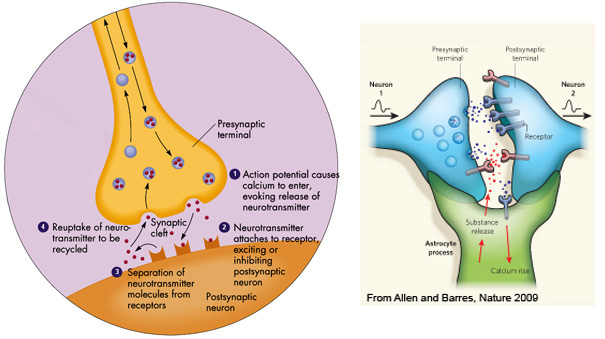 Presynaptic
terminal
1 Action potential causes
calcium to enter,
evoking release of
neurotransmitter
4 Reuptake of neuro-
transmitter to be
recycled
Synaptic
cleft
2 Neurotransmitter
attaches to receptor,
exciting or
inhibiting
postsynaptic
neuron
3 Separation of
neurotransmitter
molecules from
receptors
Postsynaptic
neuron
Presynaptic
terminal
Postsynaptic
terminal
Neuron
1
Neuron
2
Receptor
Substance
release
Astrocyte
process
Calcium rise
From Allen and Barres, Nature 2009